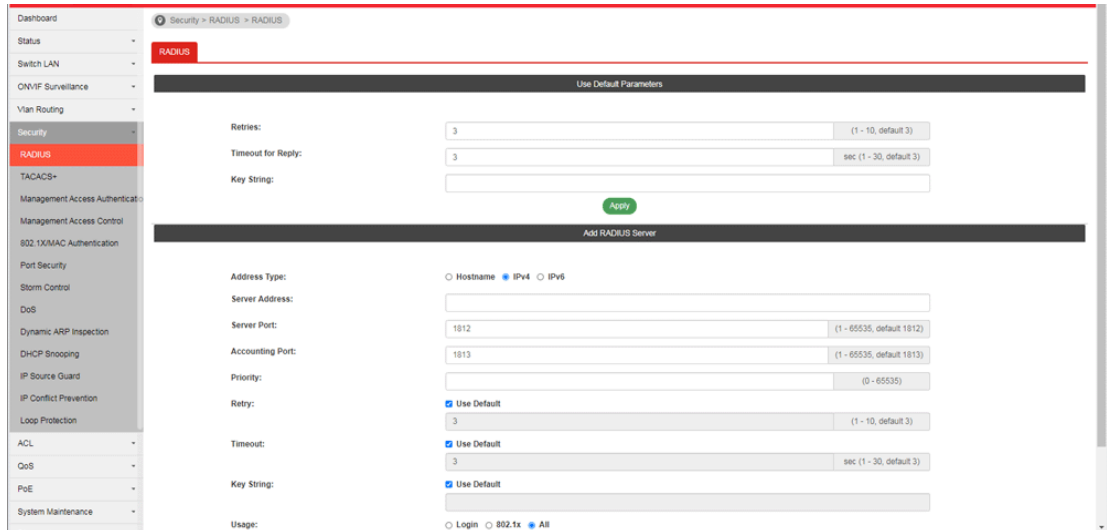 Dashboard
Status
Switch LAN
ONVIF Surveillance
Vlan Routing
Security
RADIUS
TACACS+
Management Access Authenticatio
Management Access Control
802.1X/MAC Authentication
Port Security
Storm Control
DoS
Dynamic ARP Inspection
DHCP Snooping
IP Source Guard
IP Conflict Prevention
Loop Protection
ACL
QoS
PoE
System Maintenance
Security > RADIUS > RADIUS
RADIUS
Use Default Parameters
Retries: 3 (1 - 10, default 3)
Timeout for Reply: 3 sec (1 - 30, default 3)
Key String:
Apply
Add RADIUS Server
Address Type: Hostname IPv4 IPv6
Server Address:
Server Port: 1812 (1 - 65535, default 1812)
Accounting Port: 1813 (1 - 65535, default 1813)
Priority: (0 - 65535)
Retry: Use Default
3 (1 - 10, default 3)
Timeout: Use Default
3 sec (1 - 30, default 3)
Key String: Use Default
Usage: Login 802.1x All